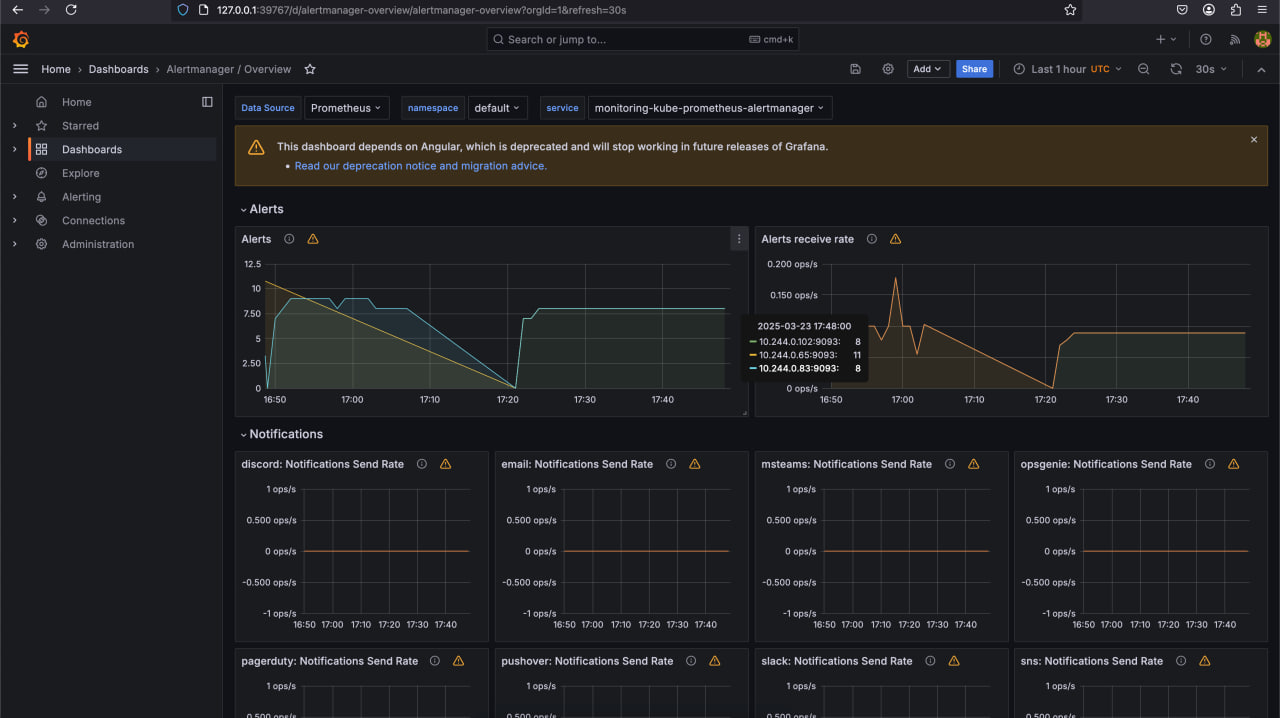 127.0.0.1:39767/d/alertmanager-overview/alertmanager-overview?orgId=1&refresh=30s
Search or jump to... cmd+k
Home › Dashboards › Alertmanager / Overview Add Share Last 1 hour UTC 30s
Home
Starred
Dashboards
Explore
Alerting
Connections
Administration
Data Source Prometheus namespace default service monitoring-kube-prometheus-alertmanager
This dashboard depends on Angular, which is deprecated and will stop working in future releases of Grafana.
• Read our deprecation notice and migration advice.
Alerts
Alerts
12.5
10
7.50
5
2.50
0
16:50 17:00 17:10 17:20 17:30 17:40
Alerts receive rate
0.200 ops/s
0.150 ops/s
0 ops/s
16:50 17:00 17:10 17:20 17:30 17:40
2025-03-23 17:48:00
10.244.0.102:9093: 8
10.244.0.65:9093: 11
10.244.0.83:9093: 8
Notifications
discord: Notifications Send Rate
1 ops/s
0.500 ops/s
0 ops/s
-0.500 ops/s
-1 ops/s
16:50 17:00 17:10 17:20 17:30 17:40
email: Notifications Send Rate
1 ops/s
0.500 ops/s
0 ops/s
-0.500 ops/s
-1 ops/s
16:50 17:00 17:10 17:20 17:30 17:40
msteams: Notifications Send Rate
1 ops/s
0.500 ops/s
0 ops/s
-0.500 ops/s
-1 ops/s
16:50 17:00 17:10 17:20 17:30 17:40
opsgenie: Notifications Send Rate
1 ops/s
0.500 ops/s
0 ops/s
-0.500 ops/s
-1 ops/s
16:50 17:00 17:10 17:20 17:30 17:40
pagerduty: Notifications Send Rate
1 ops/s
0.500 ops/s
pushover: Notifications Send Rate
1 ops/s
0.500 ops/s
slack: Notifications Send Rate
1 ops/s
0.500 ops/s
sns: Notifications Send Rate
1 ops/s
0.500 ops/s